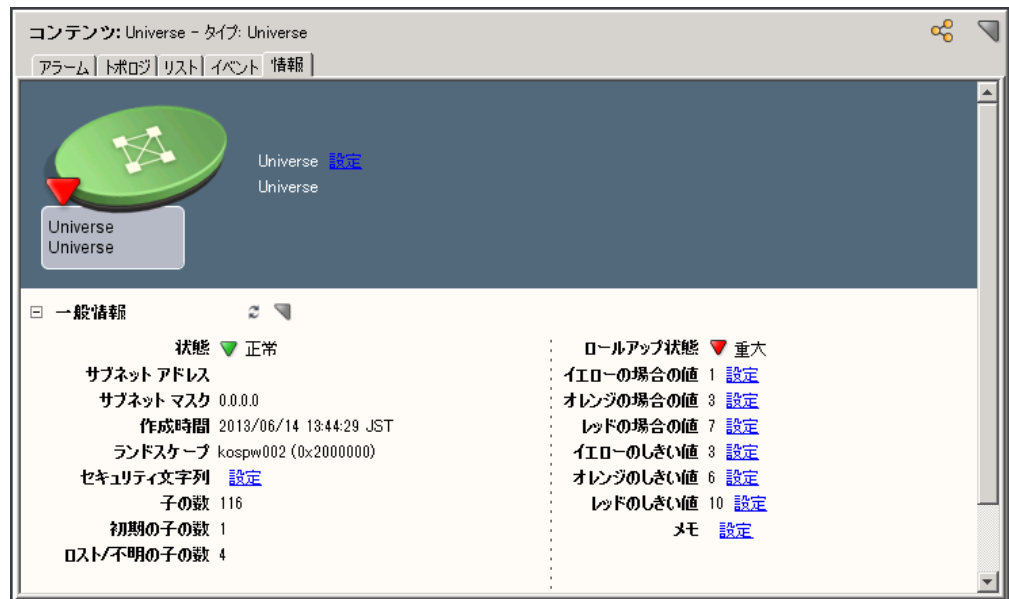 コンテンツ: Universe - タイプ: Universe
アラーム トポロジ リスト イベント 情報
Universe 設定
Universe
Universe
Universe
一般情報
状態 正常
サブネット アドレス
サブネット マスク 0.0.0.0
作成時間 2013/06/14 13:44:29 JST
ランドスケープ kospw002 (0x2000000)
セキュリティ文字列 設定
子の数 116
初期の子の数 1
ロスト/不明の子の数 4
ロールアップ状態 重大
イエローの場合の値 1 設定
オレンジの場合の値 3 設定
レッドの場合の値 7 設定
イエローのしきい値 3 設定
オレンジのしきい値 6 設定
レッドのしきい値 10 設定
メモ 設定